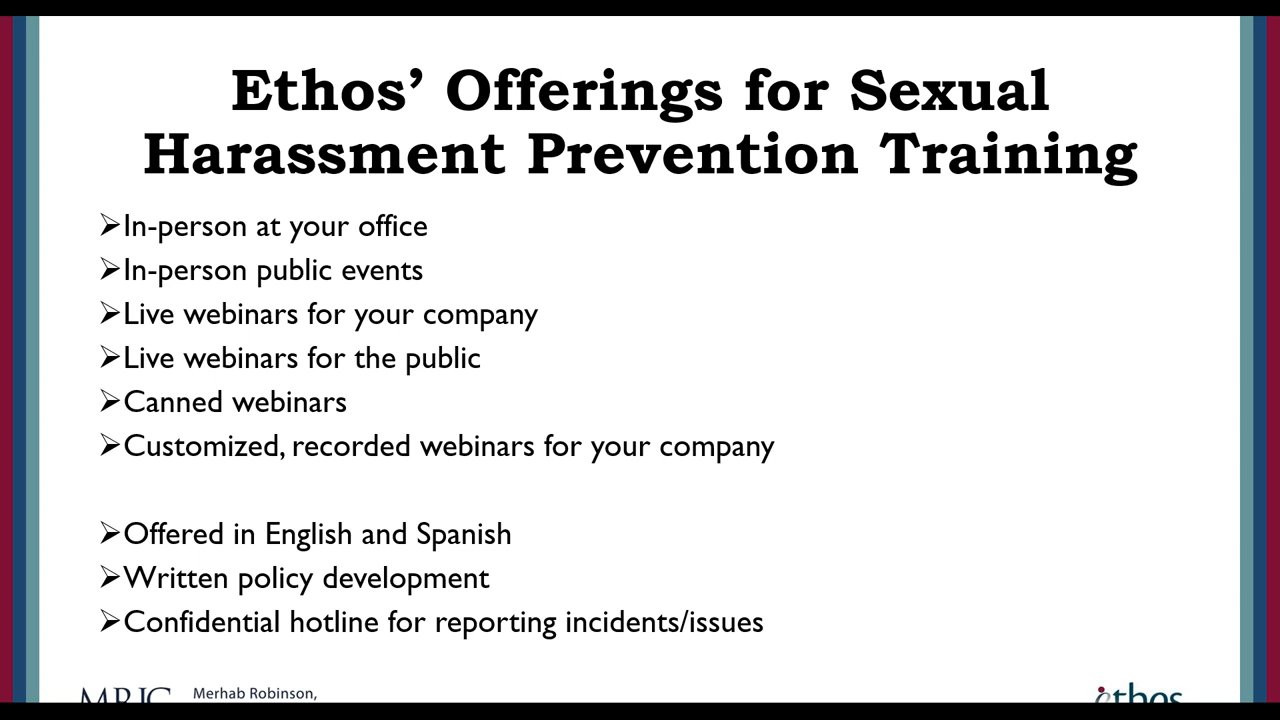 Ethos’ Offerings for Sexual
Harassment Prevention Training
➢In-person at your office
➢In-person public events
➢Live webinars for your company
➢Live webinars for the public
➢Canned webinars
➢Customized, recorded webinars for your company
➢Offered in English and Spanish
➢Written policy development
➢Confidential hotline for reporting incidents/issues
MRJC Merhab Robinson,
ethos